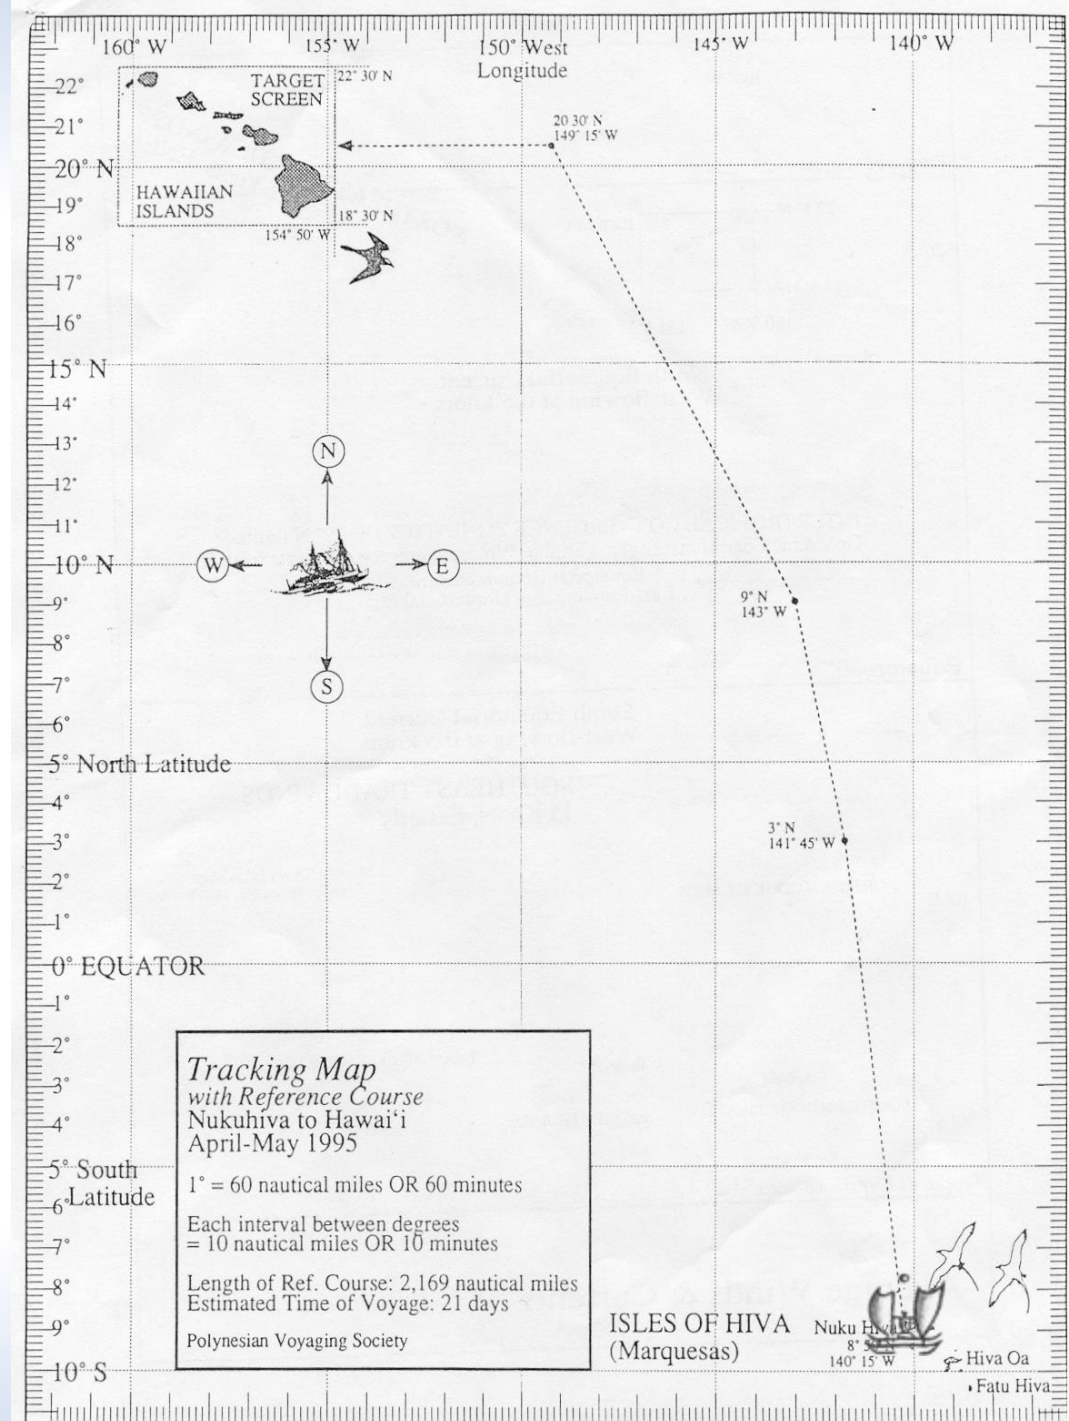 160° W
155° W
150° West
Longitude
145° W
140° W
22° 30' N
TARGET
SCREEN
22°
21°
20° N
19°
18°
17°
16°
15° N
14°
13°
12°
11°
10° N
9°
8°
7°
6°
5° North Latitude
4°
3°
2°
1°
0° EQUATOR
1°
2°
3°
4°
5° South
Latitude
6°
7°
8°
9°
10° S
HAWAIIAN
ISLANDS
18° 30' N
154° 50' W
20 30' N
149° 15' W
N
W
E
S
9° N
143° W
3° N
141° 45' W
Tracking Map
with Reference Course
Nukuhiva to Hawai‘i
April-May 1995
1° = 60 nautical miles OR 60 minutes
Each interval between degrees
= 10 nautical miles OR 10 minutes
Length of Ref. Course: 2,169 nautical miles
Estimated Time of Voyage: 21 days
Polynesian Voyaging Society
ISLES OF HIVA
(Marquesas)
Nuku Hiva
8°
140° 15' W
Hiva Oa
Fatu Hiva